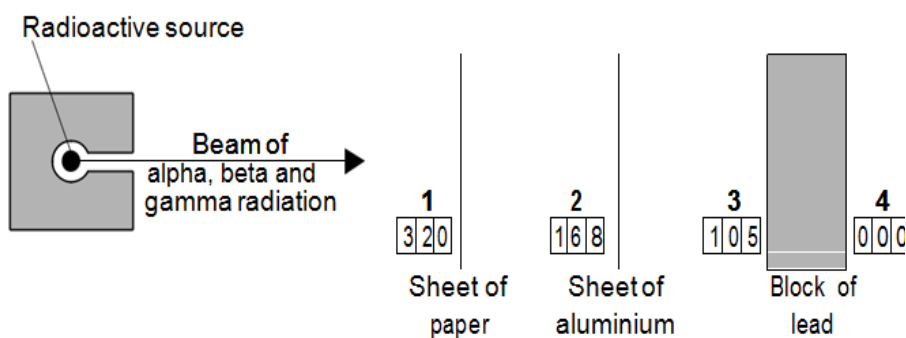 Radioactive source
Beam of
alpha, beta and
gamma radiation
1
320
2
168
3
105
4
000
Sheet of
paper
Sheet of
aluminium
Block of
lead